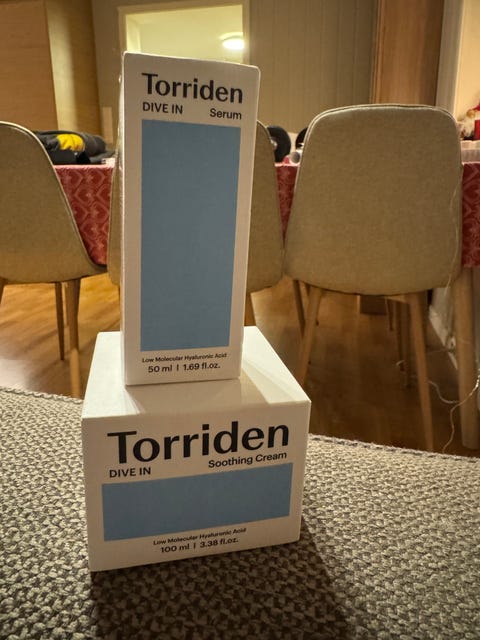 Torriden
DIVE IN Serum
Low Molecular Hyaluronic Acid
50 ml | 1.69 fl.oz.
Torriden
DIVE IN Soothing Cream
Low Molecular Hyaluronic Acid
100 ml | 3.38 fl.oz.